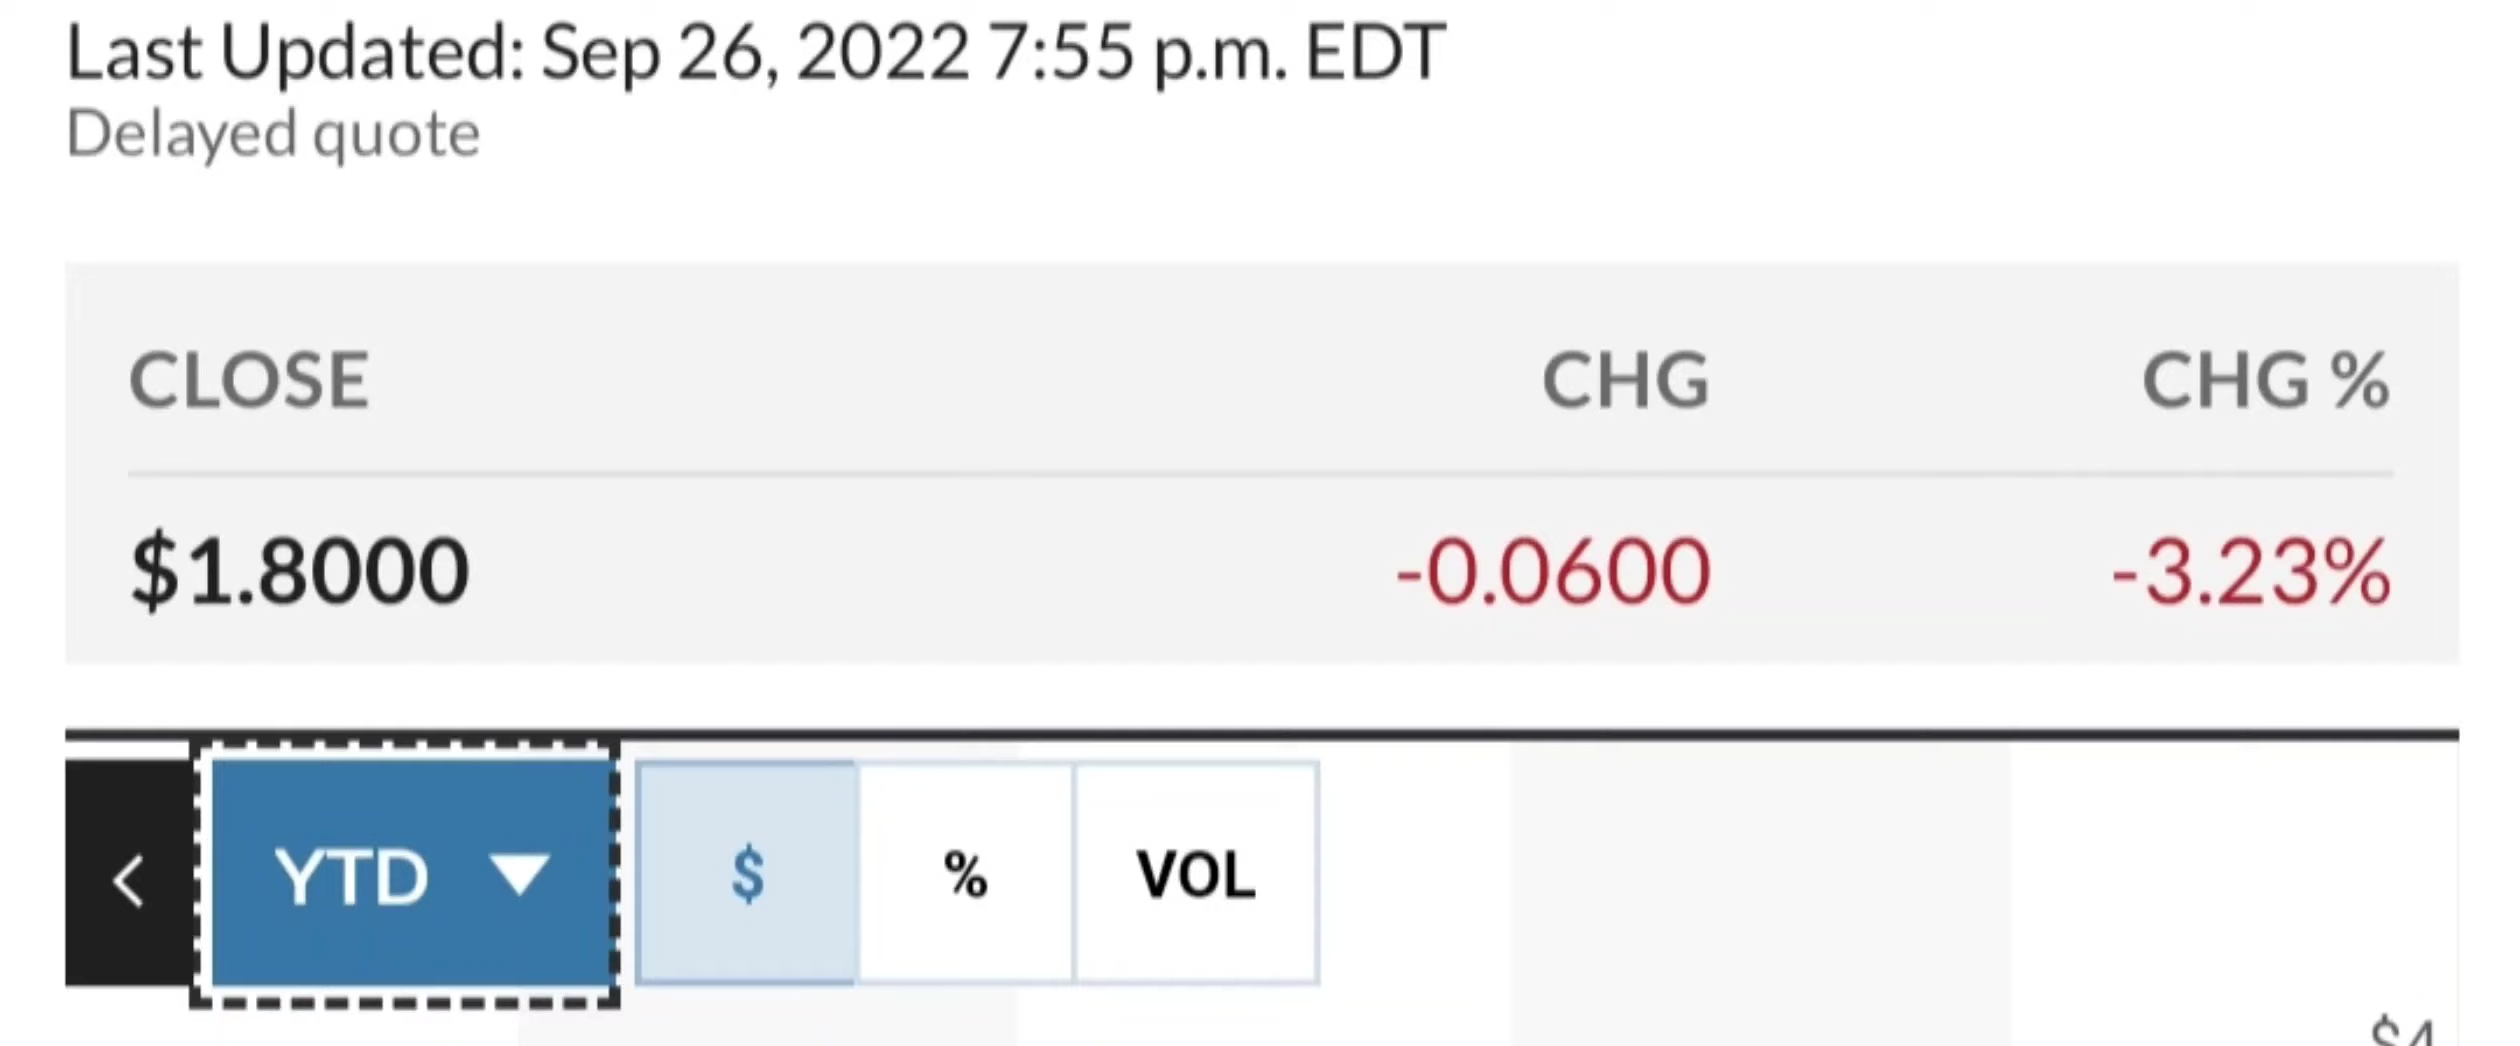 Last Updated: Sep 26, 2022 7:55 p.m. EDT
Delayed quote
CLOSE CHG CHG %
$1.8000 -0.0600 -3.23%
YTD $ % VOL
$4